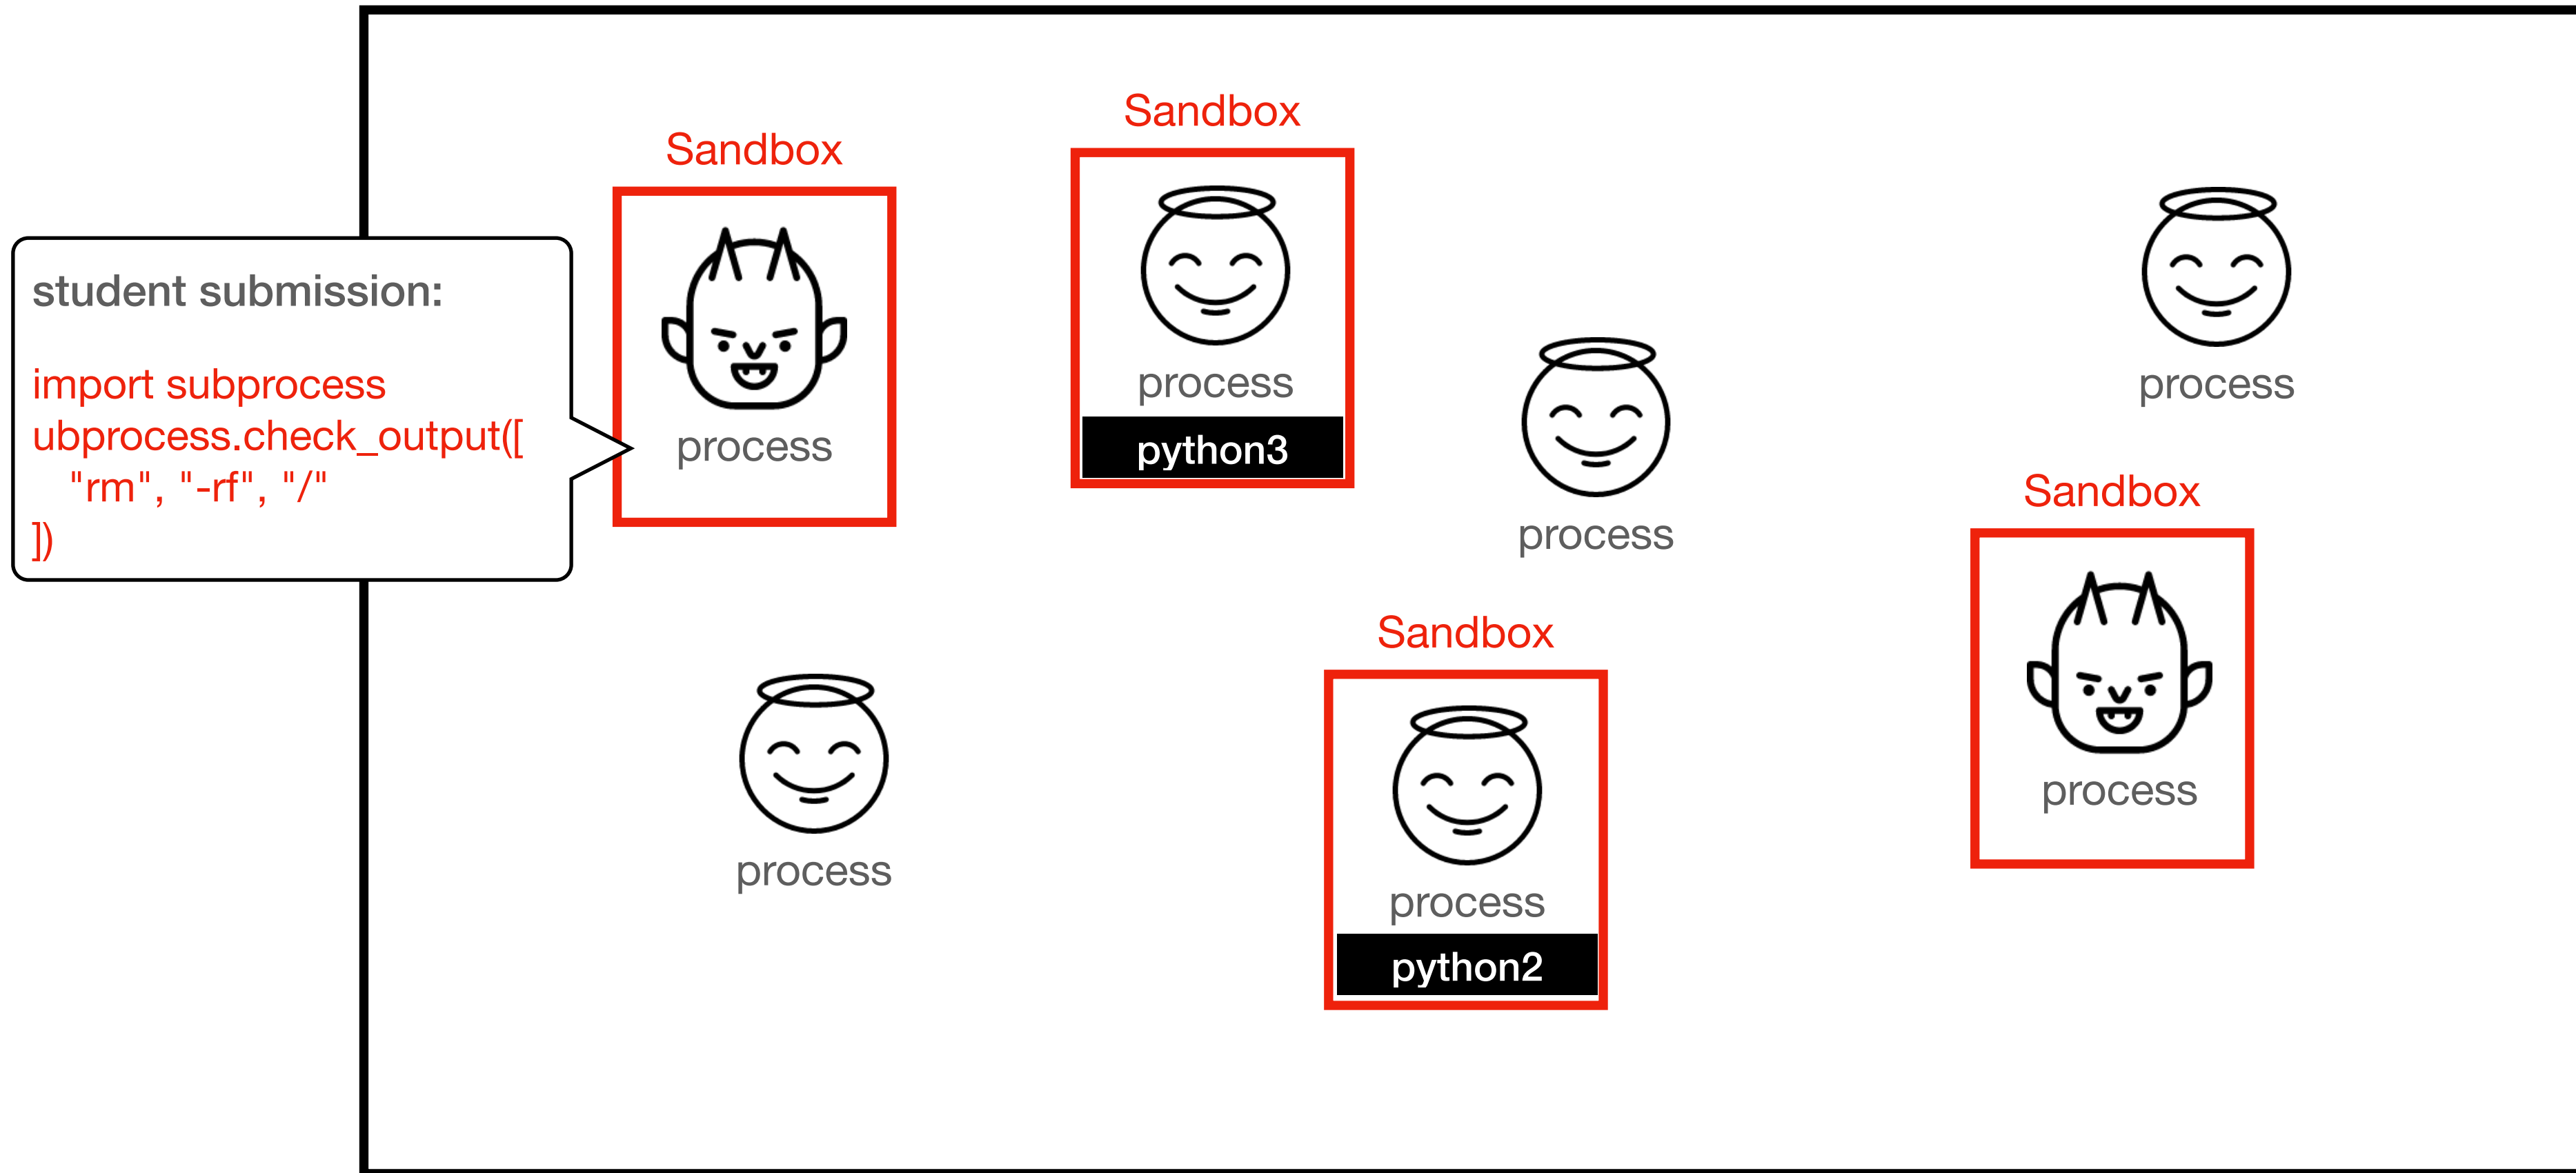 student submission:
import subprocess
ubprocess.check_output([
"rm", "-rf", "/"
])
Sandbox
process
Sandbox
process
python3
process
process
Sandbox
process
Sandbox
process
python2
process